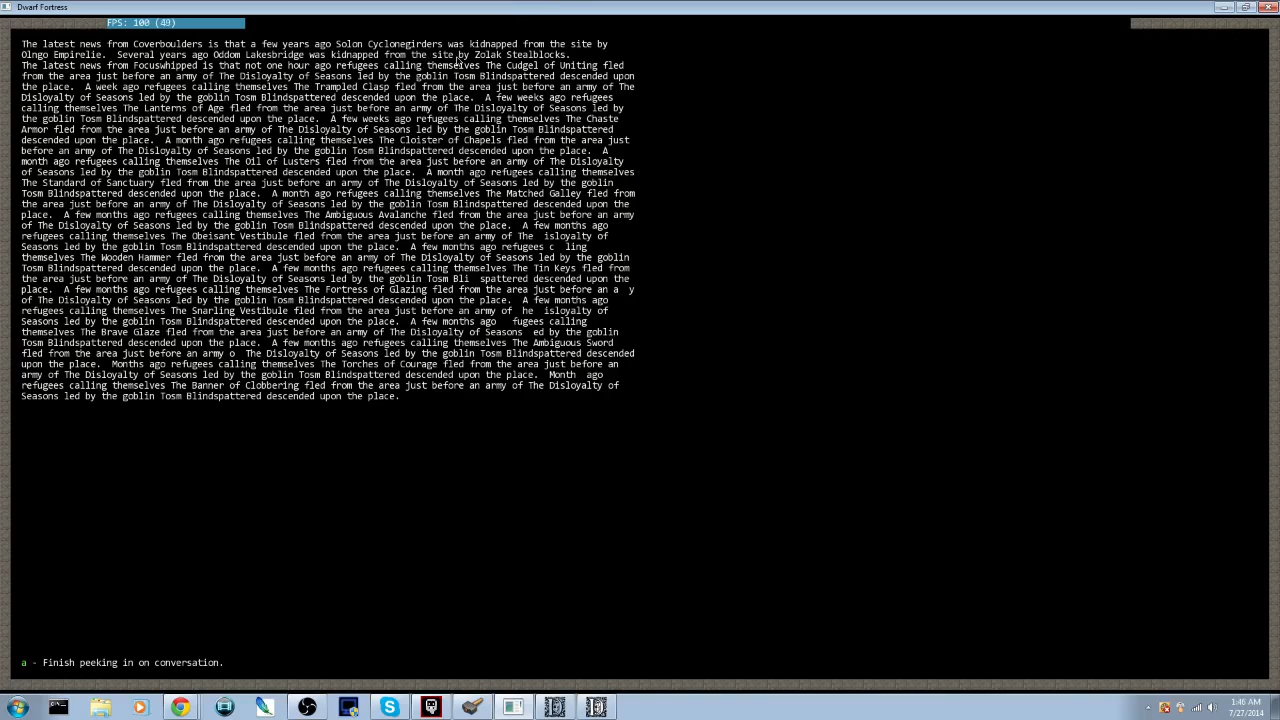 Dwarf Fortress
FPS: 100 (49)
The latest news from Coverboulders is that a few years ago Solon Cyclonegirders was kidnapped from the site by
Olngo Empirelie.  Several years ago Oddom Lakesbridge was kidnapped from the site by Zolak Stealblocks.
The latest news from Focuswhipped is that not one hour ago refugees calling themselves The Cudgel of Uniting fled
from the area just before an army of The Disloyalty of Seasons led by the goblin Tosm Blindspattered descended upon
the place.  A week ago refugees calling themselves The Trampled Clasp fled from the area just before an army of The
Disloyalty of Seasons led by the goblin Tosm Blindspattered descended upon the place.  A few weeks ago refugees
calling themselves The Lanterns of Age fled from the area just before an army of The Disloyalty of Seasons led by
the goblin Tosm Blindspattered descended upon the place.  A few weeks ago refugees calling themselves The Chaste
Armor fled from the area just before an army of The Disloyalty of Seasons led by the goblin Tosm Blindspattered
descended upon the place.  A month ago refugees calling themselves The Cloister of Chapels fled from the area just
before an army of The Disloyalty of Seasons led by the goblin Tosm Blindspattered descended upon the place.  A
month ago refugees calling themselves The Oil of Lusters fled from the area just before an army of The Disloyalty
of Seasons led by the goblin Tosm Blindspattered descended upon the place.  A month ago refugees calling themselves
The Standard of Sanctuary fled from the area just before an army of The Disloyalty of Seasons led by the goblin
Tosm Blindspattered descended upon the place.  A month ago refugees calling themselves The Matched Galley fled from
the area just before an army of The Disloyalty of Seasons led by the goblin Tosm Blindspattered descended upon the
place.  A few months ago refugees calling themselves The Ambiguous Avalanche fled from the area just before an army
of The Disloyalty of Seasons led by the goblin Tosm Blindspattered descended upon the place.  A few months ago
refugees calling themselves The Obeisant Vestibule fled from the area just before an army of The  isloyalty of
Seasons led by the goblin Tosm Blindspattered descended upon the place.  A few months ago refugees c  ling
themselves The Wooden Hammer fled from the area just before an army of The Disloyalty of Seasons led by the goblin
Tosm Blindspattered descended upon the place.  A few months ago refugees calling themselves The Tin Keys fled from
the area just before an army of The Disloyalty of Seasons led by the goblin Tosm Bli  spattered descended upon the
place.  A few months ago refugees calling themselves The Fortress of Glazing fled from the area just before an a  y
of The Disloyalty of Seasons led by the goblin Tosm Blindspattered descended upon the place.  A few months ago
refugees calling themselves The Snarling Vestibule fled from the area just before an army of  he  isloyalty of
Seasons led by the goblin Tosm Blindspattered descended upon the place.  A few months ago   fugees calling
themselves The Brave Glaze fled from the area just before an army of The Disloyalty of Seasons  ed by the goblin
Tosm Blindspattered descended upon the place.  A few months ago refugees calling themselves The Ambiguous Sword
fled from the area just before an army o  The Disloyalty of Seasons led by the goblin Tosm Blindspattered descended
upon the place.  Months ago refugees calling themselves The Torches of Courage fled from the area just before an
army of The Disloyalty of Seasons led by the goblin Tosm Blindspattered descended upon the place.  Month  ago
refugees calling themselves The Banner of Clobbering fled from the area just before an army of The Disloyalty of
Seasons led by the goblin Tosm Blindspattered descended upon the place.
a - Finish peeking in on conversation.
1:46 AM
7/27/2014